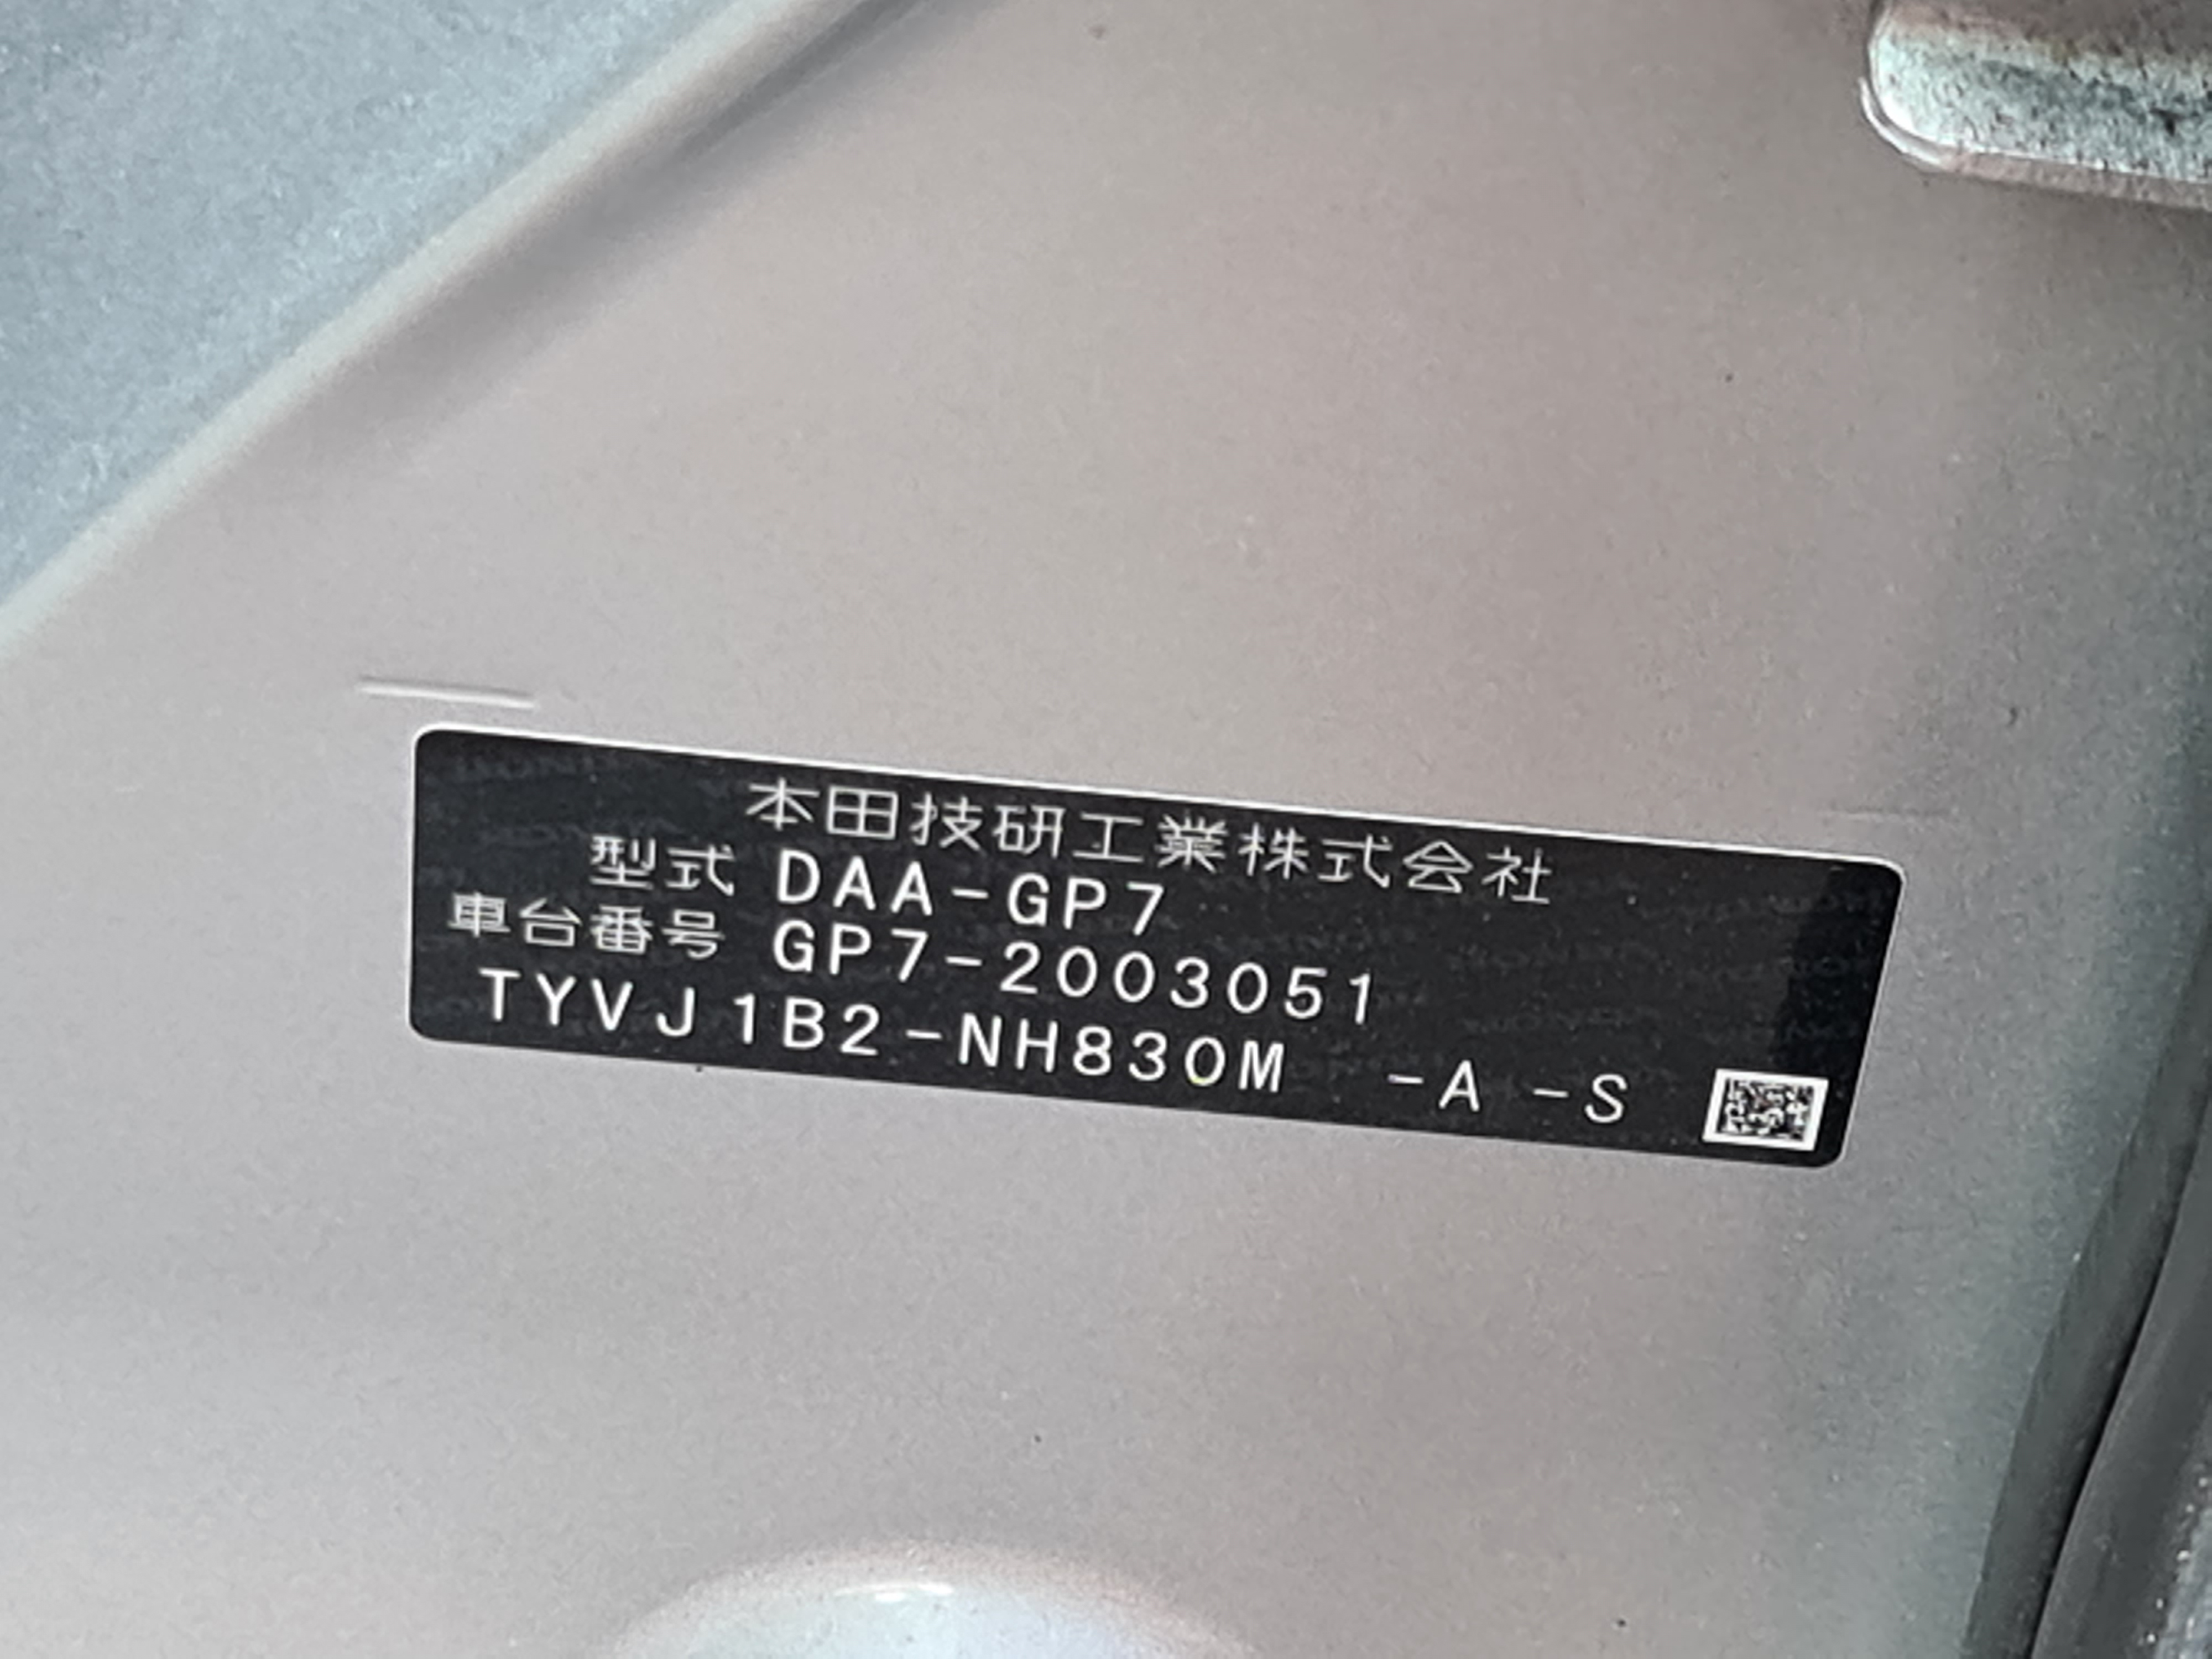 本田技研工業株式会社
型式 DAA-GP7
車台番号 GP7-2003051
TYVJ1B2-NH830M -A -S